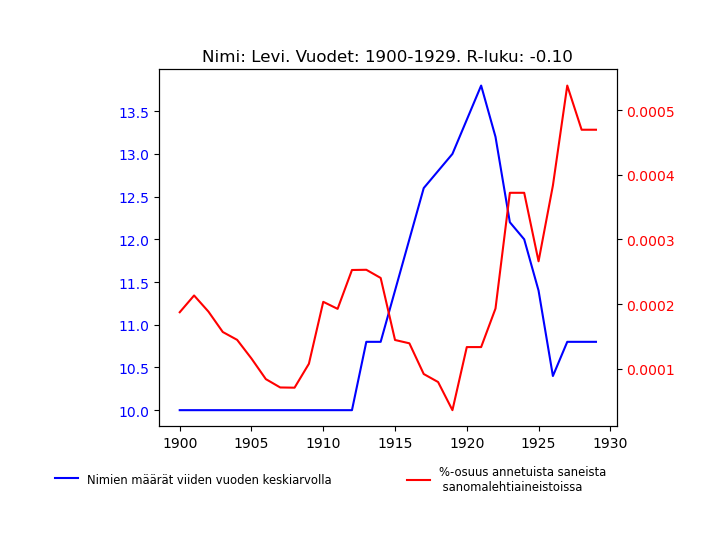 Nimi: Levi. Vuodet: 1900-1929. R-luku: -0.10
13.5
13.0
12.5
12.0
11.5
11.0
10.5
10.0
0.0005
0.0004
0.0003
0.0002
0.0001
1900 1905 1910 1915 1920 1925 1930
Nimien määrät viiden vuoden keskiarvolla
%-osuus annetuista saneista
sanomalehtiaineistoissa